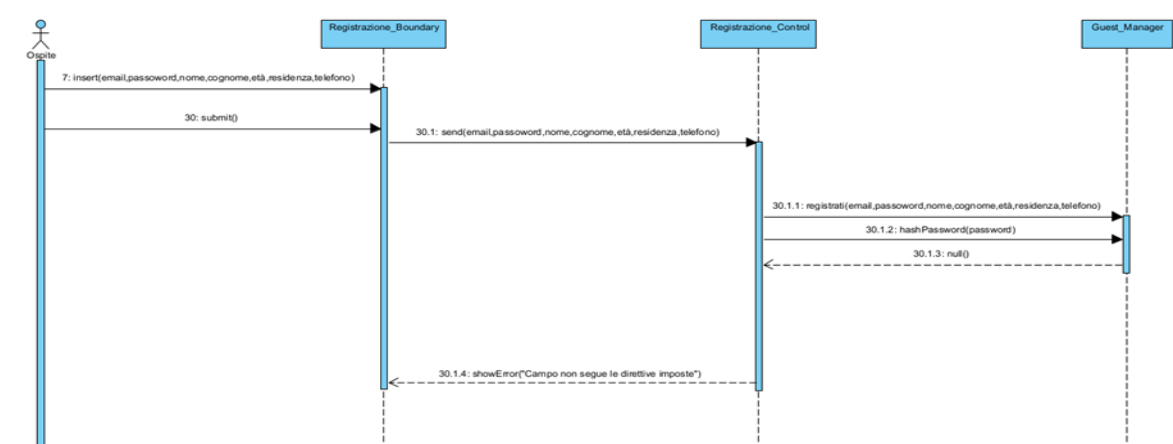 Registrazione_Boundary
Registrazione_Control
Guest_Manager
Ospite
7: insert(email,passoword,nome,cognome,età,residenza,telefono)
30: submit()
30.1: send(email,passoword,nome,cognome,età,residenza,telefono)
30.1.1: registrati(email,passoword,nome,cognome,età,residenza,telefono)
30.1.2: hashPassword(password)
30.1.3: null()
30.1.4: showError("Campo non segue le direttive imposte")